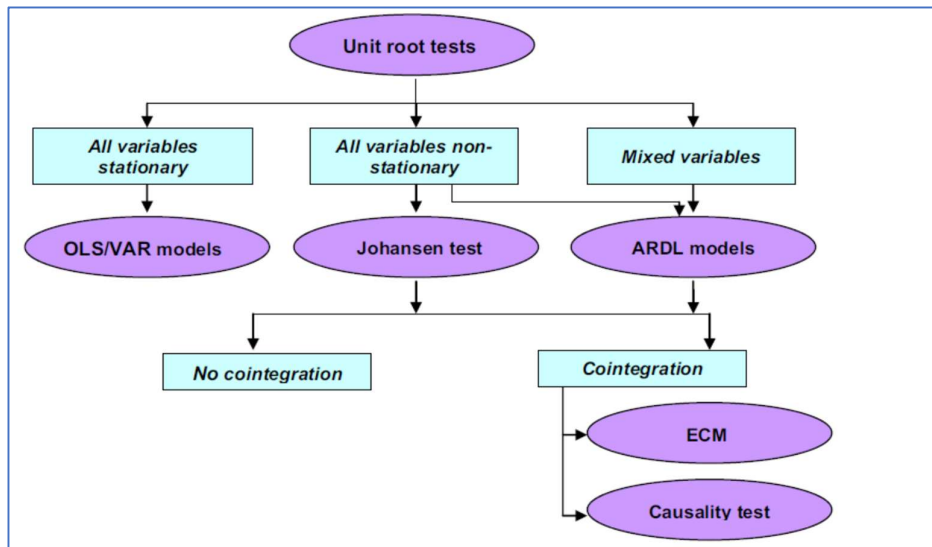 Unit root tests
All variables
stationary
All variables non-
stationary
Mixed variables
OLS/VAR models
Johansen test
ARDL models
No cointegration
Cointegration
ECM
Causality test